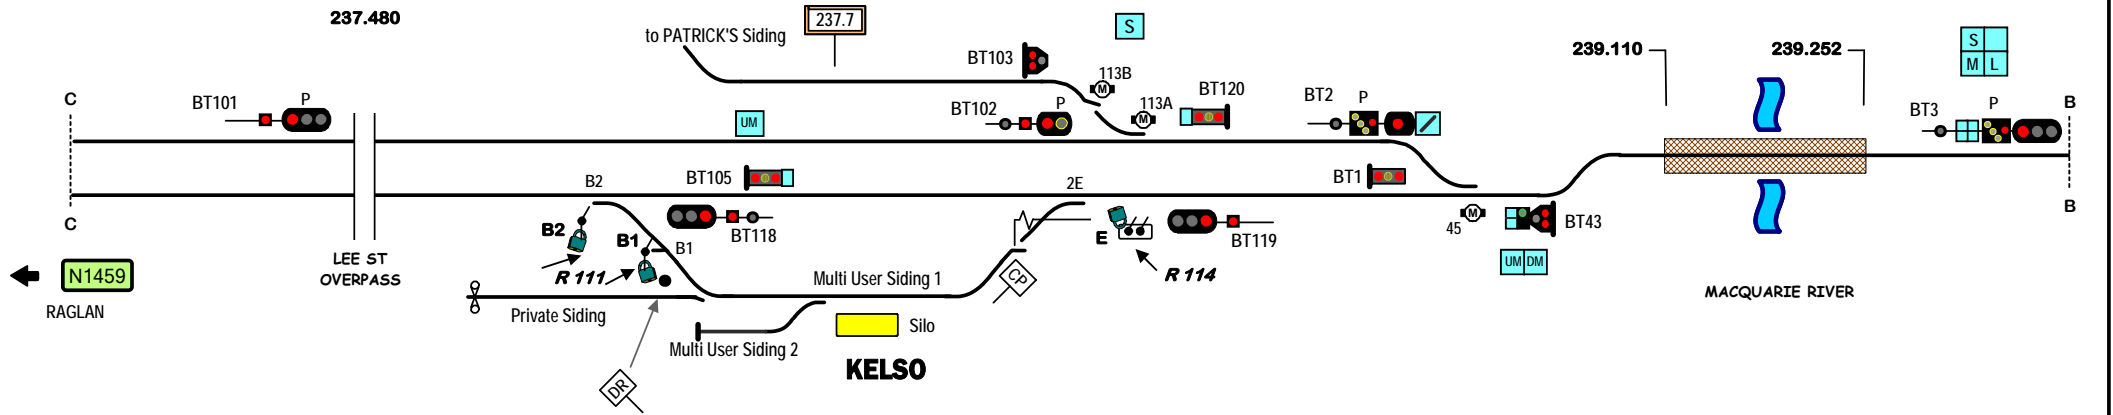 237.480
237.7
to PATRICK'S Siding
S
239.110
239.252
S
M L
BT103
113B
BT101
P
BT102
P
113A
BT120
BT2
P
BT3
P
C
B
M
M
UM
B2
BT105
2E
BT1
C
B2
B1
B1
BT118
E
BT119
45
M
BT43
B
N1459
RAGLAN
LEE ST
OVERPASS
R 111
Multi User Siding 1
CP
R 114
UM DM
MACQUARIE RIVER
Private Siding
Silo
Multi User Siding 2
KELSO
DR